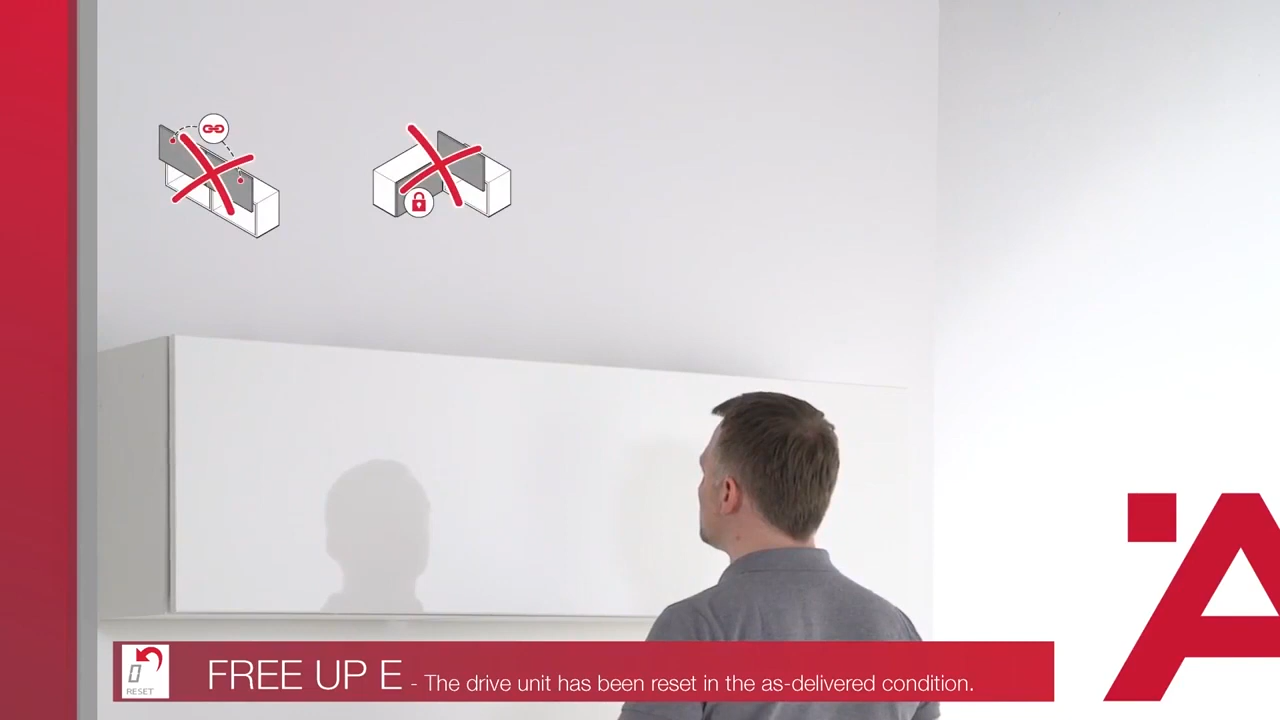 RESET
FREE UP E - The drive unit has been reset in the as-delivered condition.